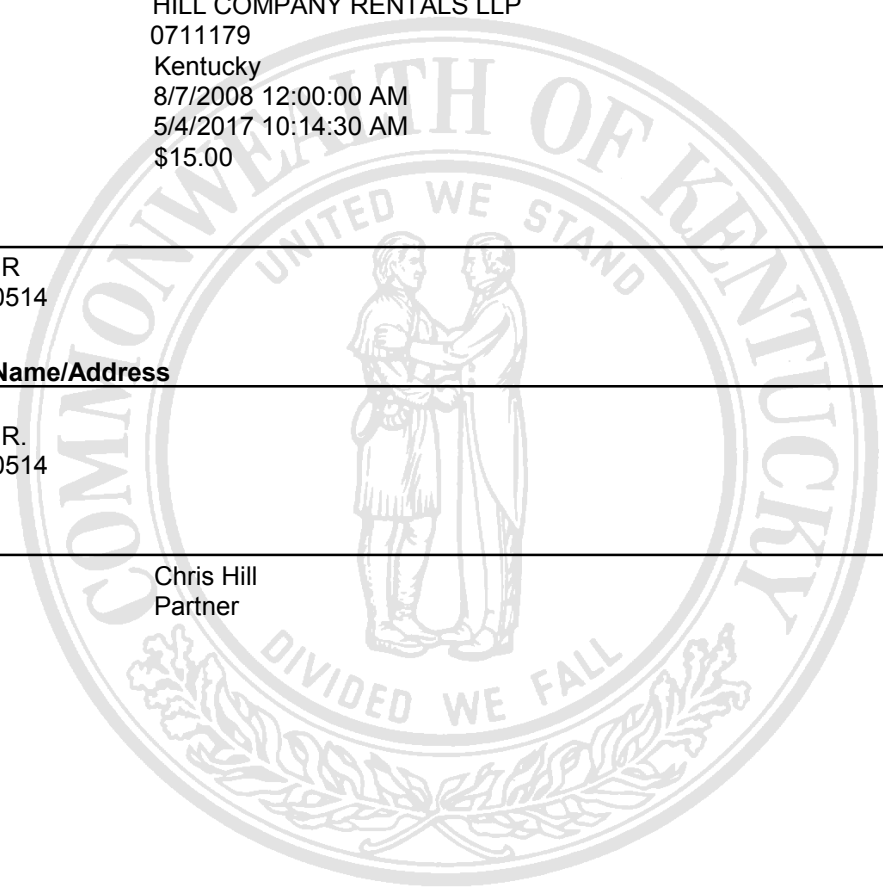 HILL COMPANY RENTALS LLP
0711179
Kentucky
8/7/2008 12:00:00 AM
5/4/2017 10:14:30 AM
$15.00
R
0514
Name/Address
R.
0514
Chris Hill
Partner
COMMONWEALTH OF KENTUCKY
UNITED WE STAND
DIVIDED WE FALL